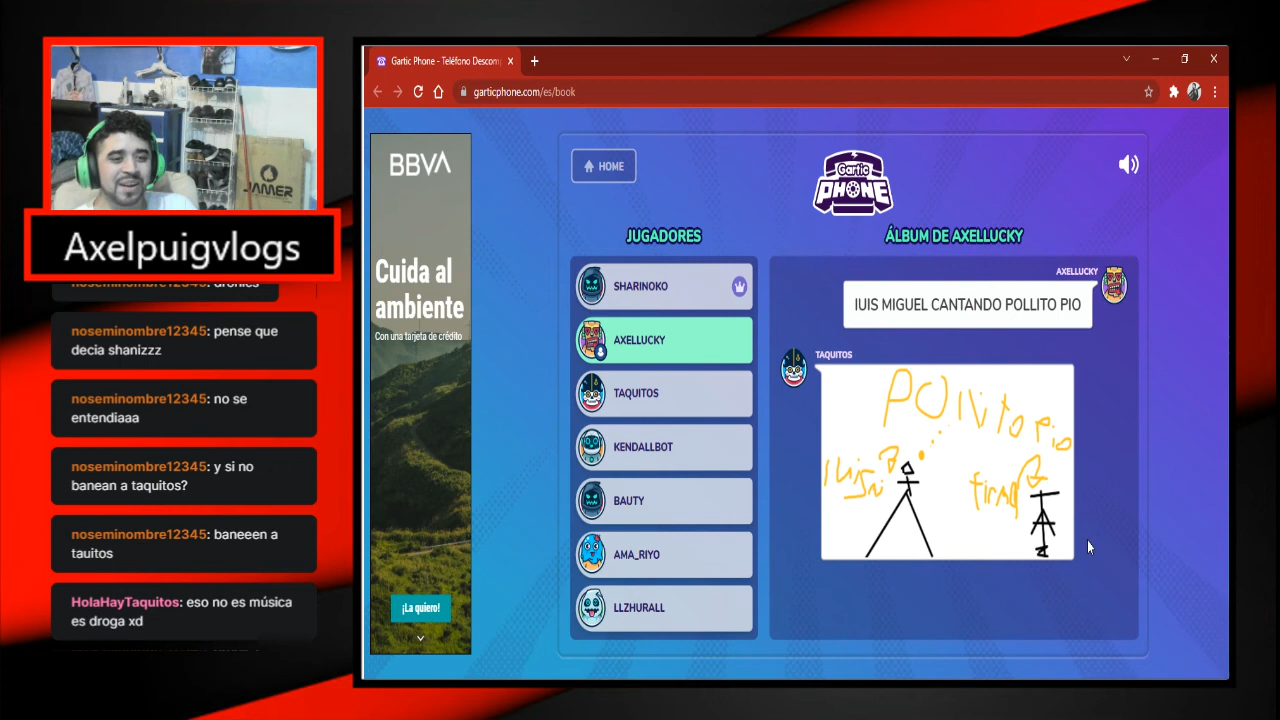 JAMER
Axelpuigvlogs
noseminombre12345: pense que
decia shanizzz
noseminombre12345: no se
entendiaaa
noseminombre12345: y si no
banean a taquitos?
noseminombre12345: baneeen a
tauitos
HolaHayTaquitos: eso no es música
es droga xd
Gartic Phone - Teléfono Descomp
garticphone.com/es/book
BBVA
Cuida al
ambiente
Con una tarjeta de crédito
¡La quiero!
HOME
Gartic
PHONE
JUGADORES
SHARINOKO
AXELLUCKY
TAQUITOS
KENDALLBOT
BAUTY
AMA_RIYO
LLZHURALL
ÁLBUM DE AXELLUCKY
AXELLUCKY
lUIS MIGUEL CANTANDO POLLITO PIO
TAQUITOS
POllito Pio